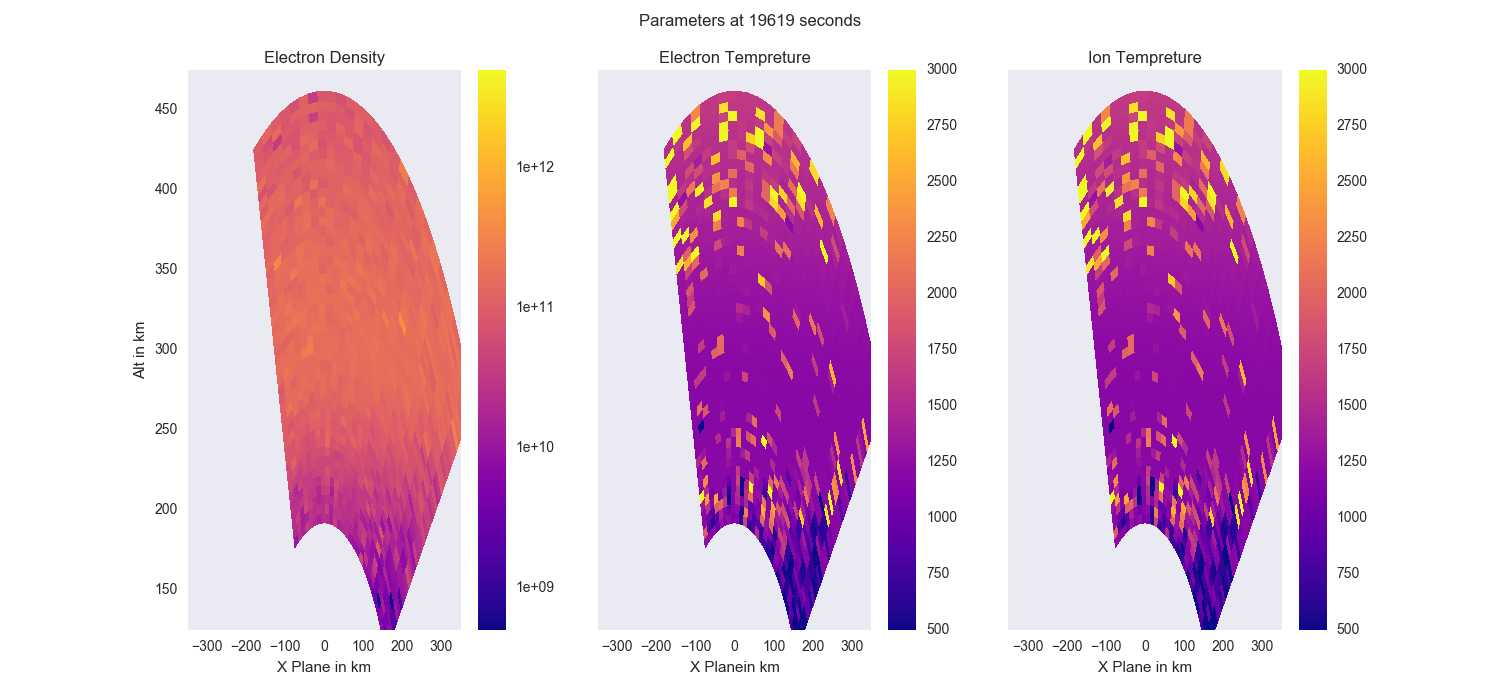 Parameters at 19619 seconds
Electron Density
Electron Tempreture
Ion Tempreture
Alt in km
450
400
350
300
250
200
150
−300 −200 −100 0 100 200 300
X Plane in km
1e+12
1e+11
1e+10
1e+09
−300 −200 −100 0 100 200 300
X Planein km
3000
2750
2500
2250
2000
1750
1500
1250
1000
750
500
−300 −200 −100 0 100 200 300
X Plane in km
3000
2750
2500
2250
2000
1750
1500
1250
1000
750
500